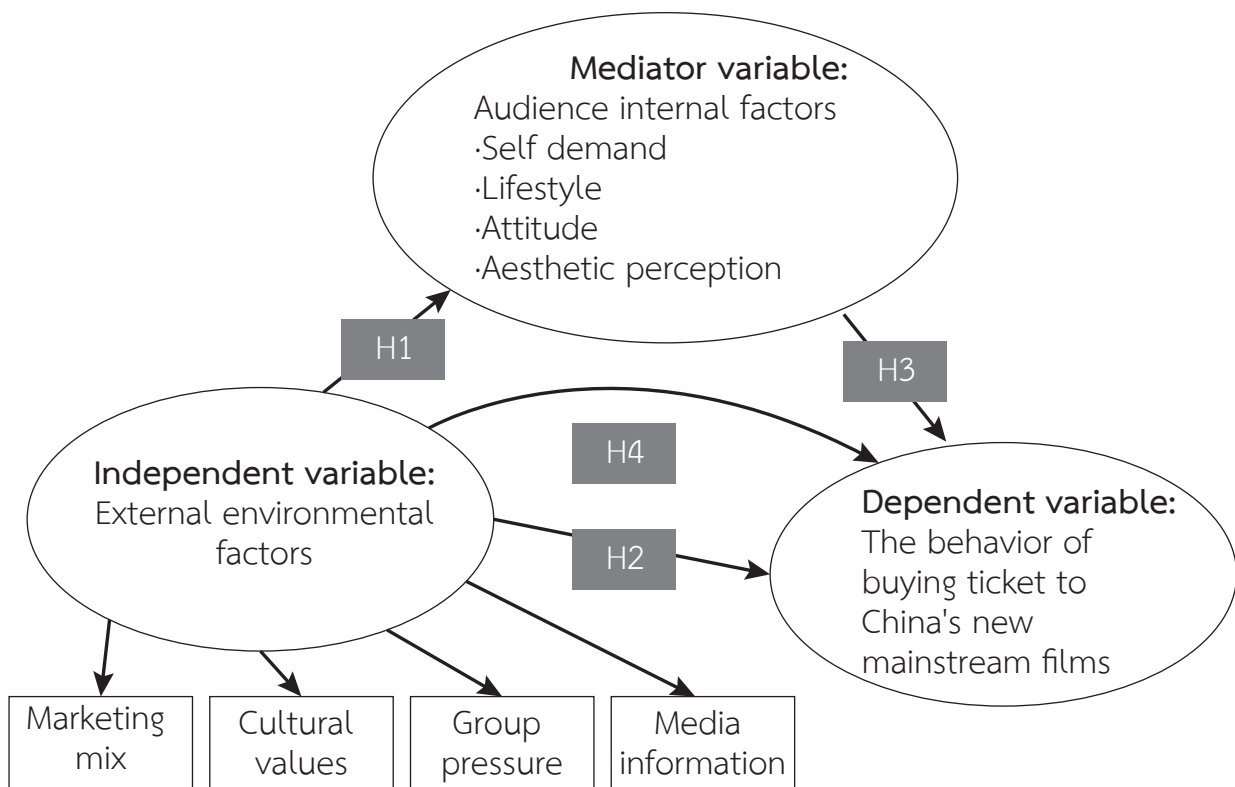 Mediator variable:
Audience internal factors
·Self demand
·Lifestyle
·Attitude
·Aesthetic perception
H1
H3
H4
H2
Independent variable:
External environmental
factors
Dependent variable:
The behavior of
buying ticket to
China's new
mainstream films
Marketing
mix
Cultural
values
Group
pressure
Media
information